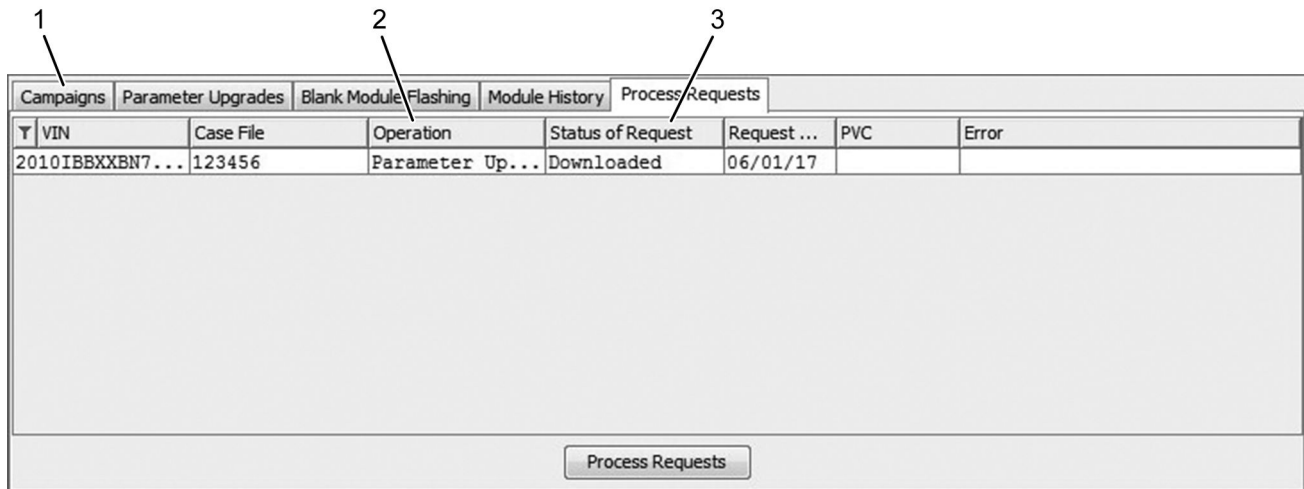 1 2 3
Campaigns Parameter Upgrades Blank Module Flashing Module History Process Requests
VIN Case File Operation Status of Request Request ... PVC Error
2010IBBXXBN7... 123456 Parameter Up... Downloaded 06/01/17
Process Requests